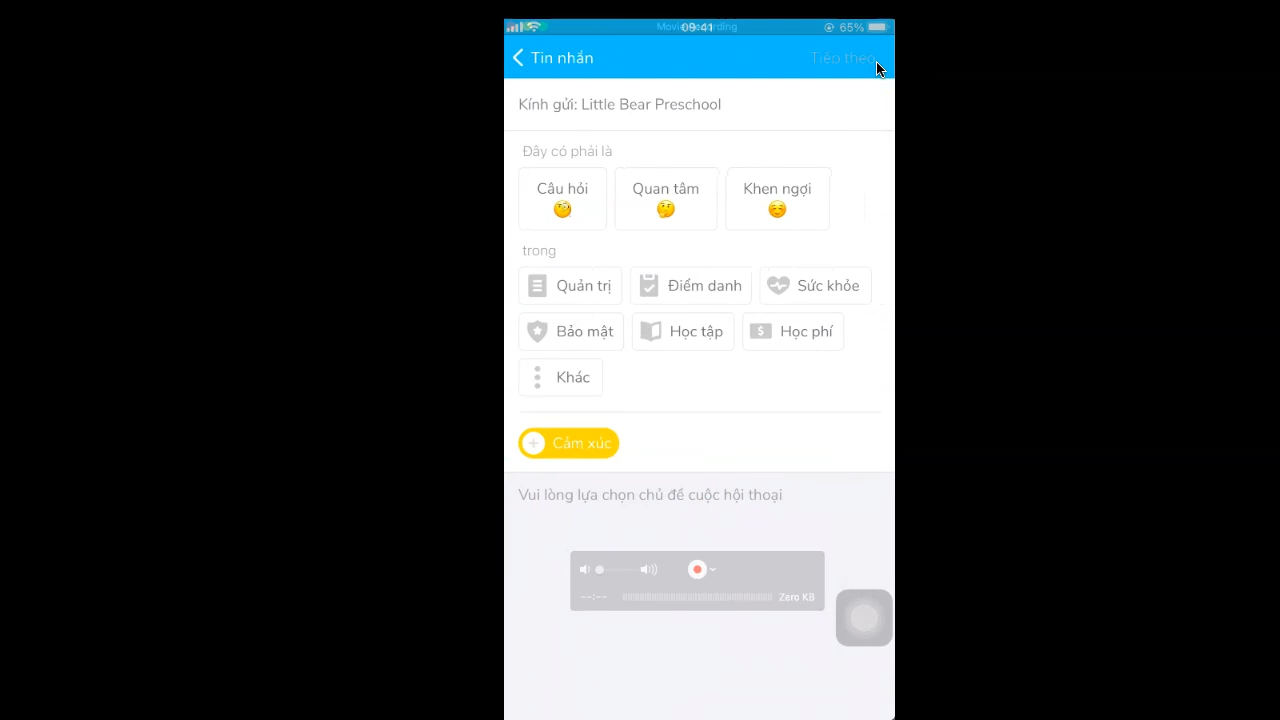 Movie Recording 09:41 65%
Tin nhắn Tiếp theo
Kính gửi: Little Bear Preschool
Đây có phải là
Câu hỏi Quan tâm Khen ngợi
trong
Quản trị Điểm danh Sức khỏe
Bảo mật Học tập Học phí
Khác
Cảm xúc
Vui lòng lựa chọn chủ đề cuộc hội thoại
--:-- Zero KB